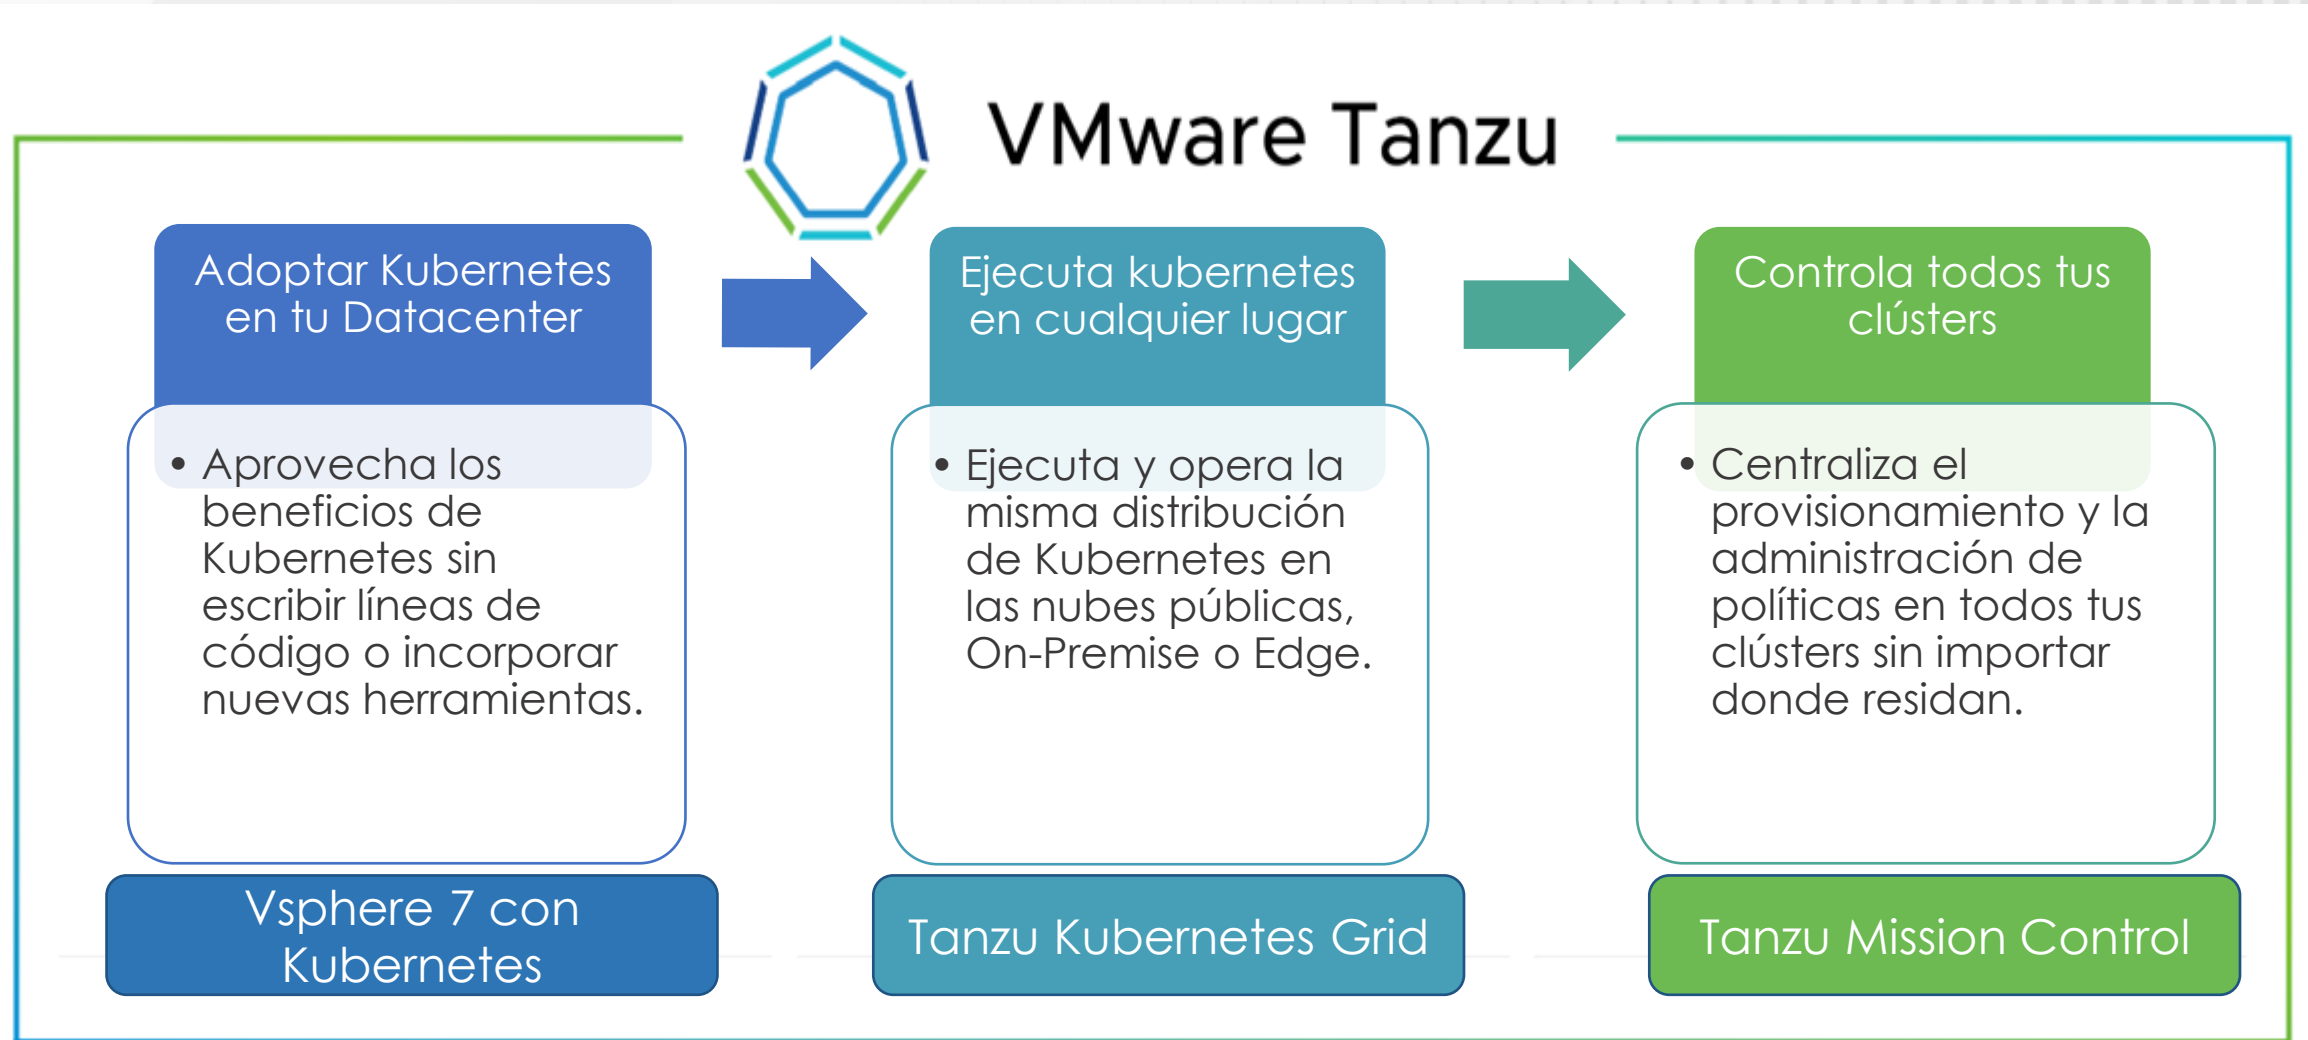 VMware Tanzu
Adoptar Kubernetes
en tu Datacenter
• Aprovecha los
beneficios de
Kubernetes sin
escribir líneas de
código o incorporar
nuevas herramientas.
Vsphere 7 con
Kubernetes
Ejecuta kubernetes
en cualquier lugar
• Ejecuta y opera la
misma distribución
de Kubernetes en
las nubes públicas,
On-Premise o Edge.
Tanzu Kubernetes Grid
Controla todos tus
clústers
• Centraliza el
provisionamiento y la
administración de
políticas en todos tus
clústers sin importar
donde residan.
Tanzu Mission Control